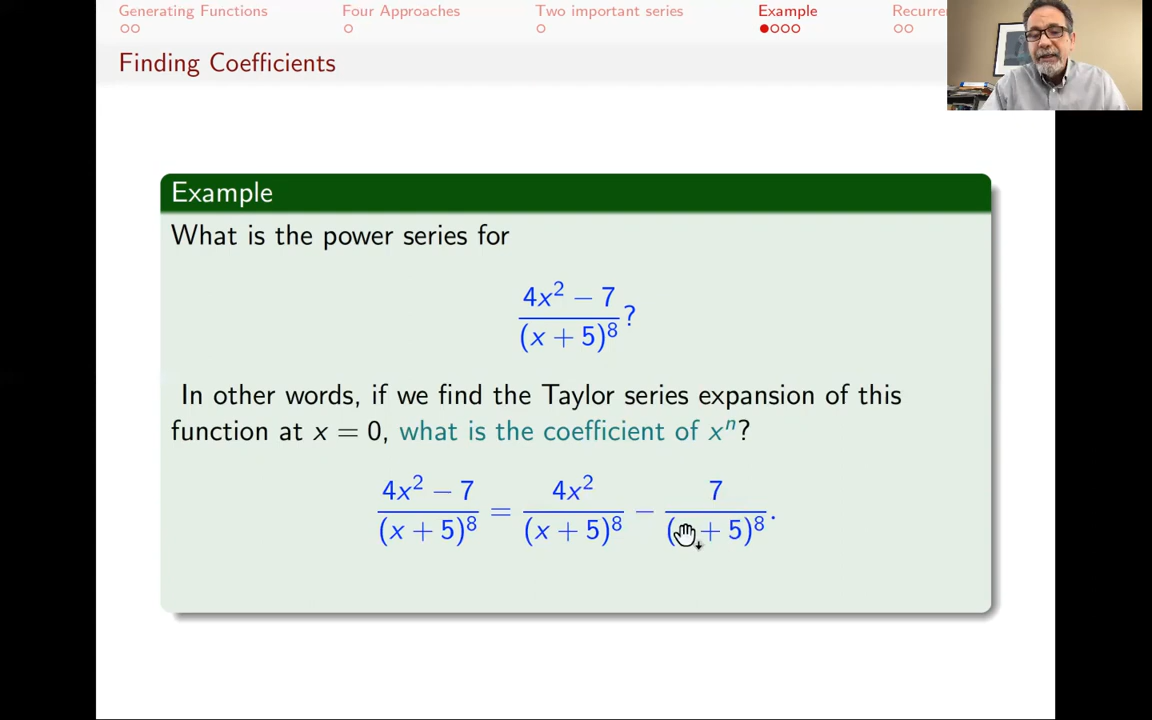 Generating Functions Four Approaches Two important series Example Recurre
Finding Coefficients
Example
What is the power series for
4x² − 7
(x + 5)⁸ ?
In other words, if we find the Taylor series expansion of this
function at x = 0, what is the coefficient of xⁿ?
4x² − 7 4x² 7
(x + 5)⁸ = (x + 5)⁸ − ( + 5)⁸ .